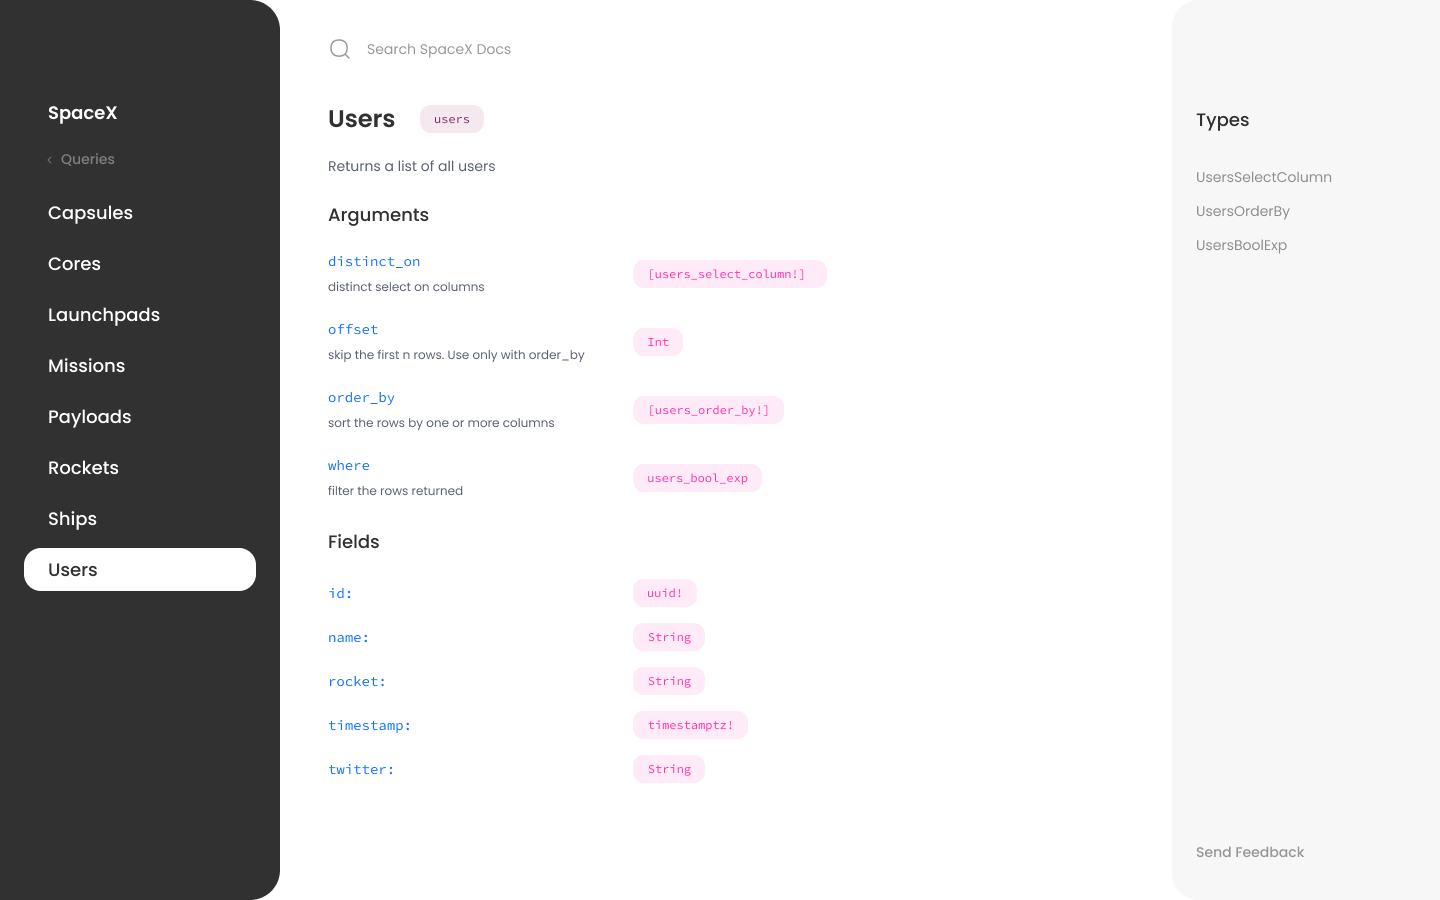 SpaceX
‹ Queries
Capsules
Cores
Launchpads
Missions
Payloads
Rockets
Ships
Users
Search SpaceX Docs
Users users
Returns a list of all users
Arguments
distinct_on [users_select_column!]
distinct select on columns
offset Int
skip the first n rows. Use only with order_by
order_by [users_order_by!]
sort the rows by one or more columns
where users_bool_exp
filter the rows returned
Fields
id: uuid!
name: String
rocket: String
timestamp: timestamptz!
twitter: String
Types
UsersSelectColumn
UsersOrderBy
UsersBoolExp
Send Feedback